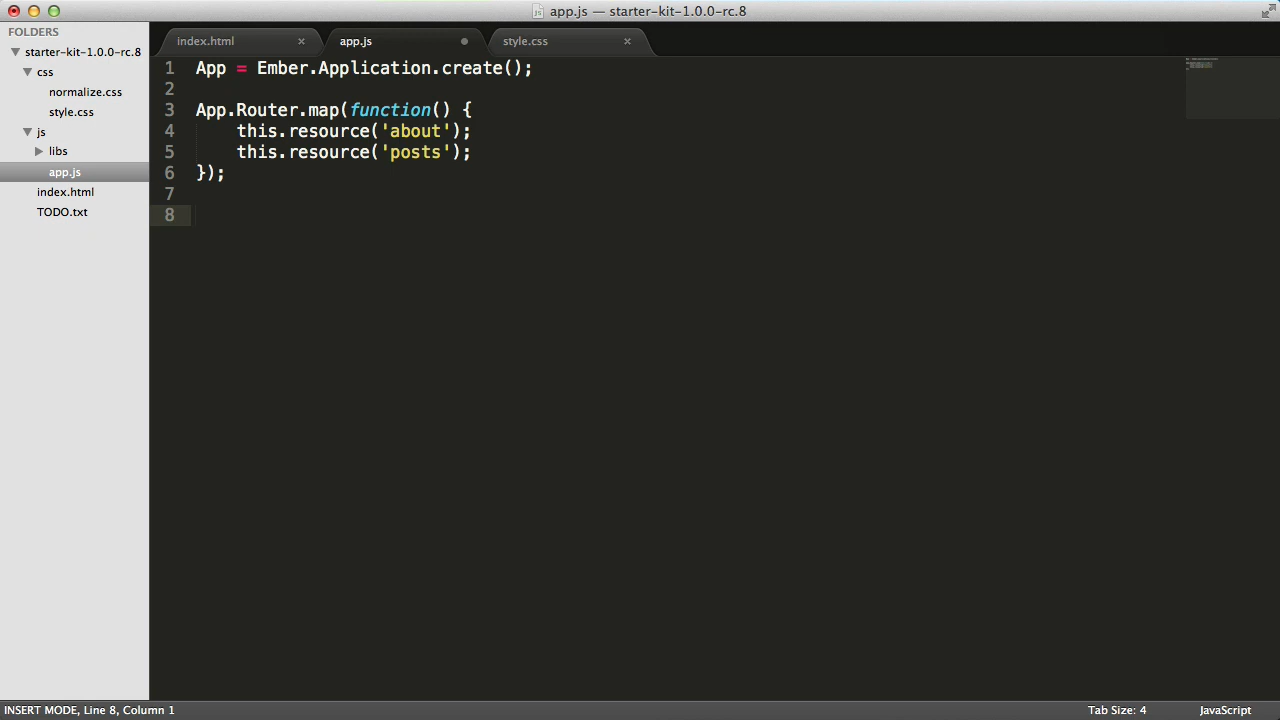 app.js — starter-kit-1.0.0-rc.8
FOLDERS
starter-kit-1.0.0-rc.8
css
normalize.css
style.css
js
libs
app.js
index.html
TODO.txt
index.html
app.js
style.css
1 App = Ember.Application.create();
2
3 App.Router.map(function() {
4     this.resource('about');
5     this.resource('posts');
6 });
7
8
INSERT MODE, Line 8, Column 1
Tab Size: 4
JavaScript